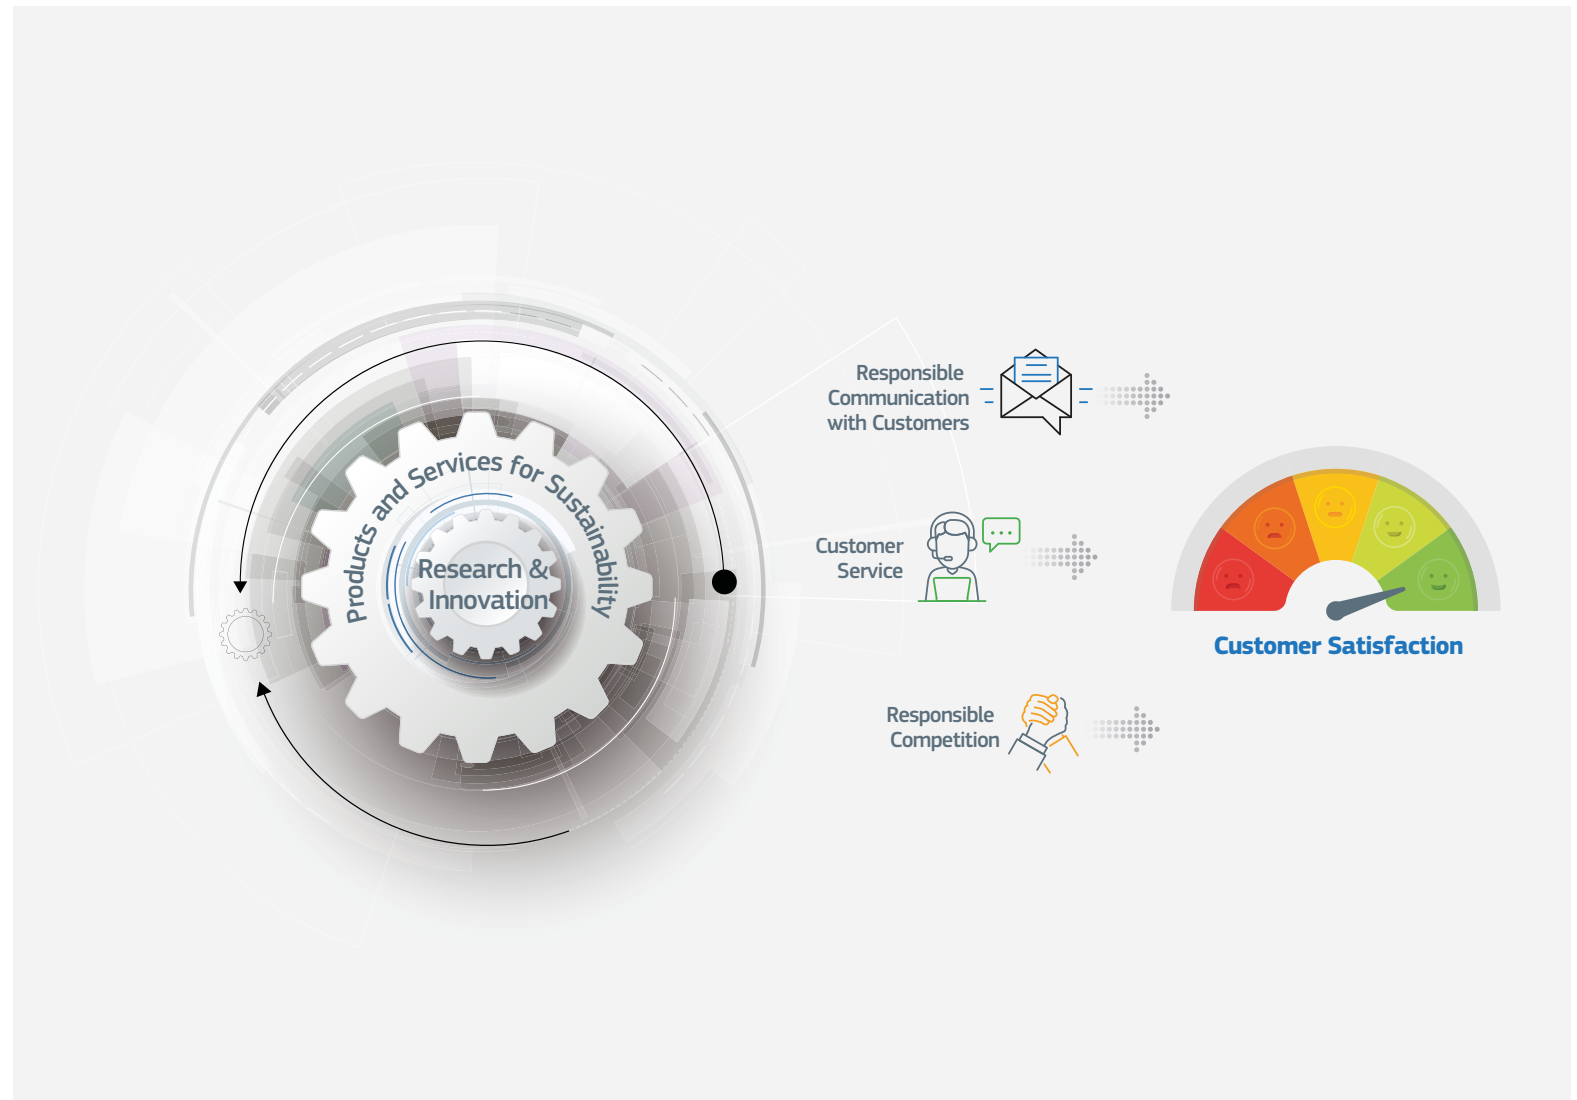 Products and Services for Sustainability
Research &
Innovation
Responsible
Communication
with Customers
Customer
Service
Responsible
Competition
Customer Satisfaction